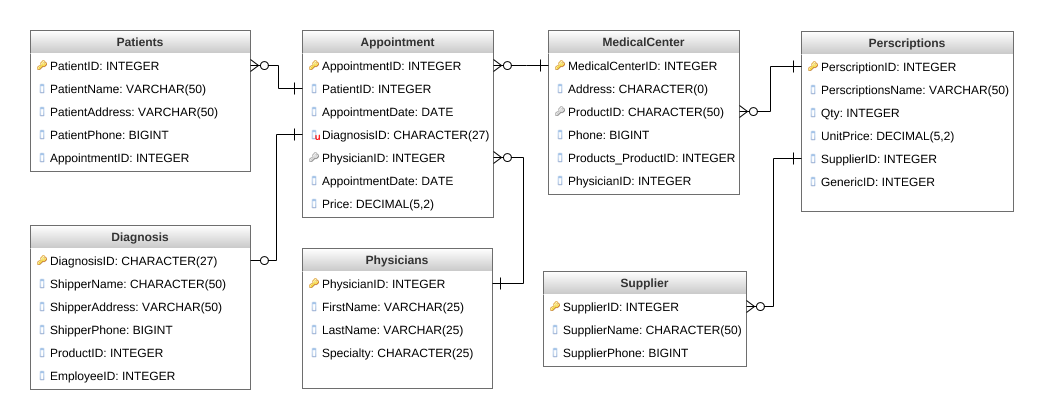 Patients
PatientID: INTEGER
PatientName: VARCHAR(50)
PatientAddress: VARCHAR(50)
PatientPhone: BIGINT
AppointmentID: INTEGER
Appointment
AppointmentID: INTEGER
PatientID: INTEGER
AppointmentDate: DATE
DiagnosisID: CHARACTER(27)
PhysicianID: INTEGER
AppointmentDate: DATE
Price: DECIMAL(5,2)
MedicalCenter
MedicalCenterID: INTEGER
Address: CHARACTER(0)
ProductID: CHARACTER(50)
Phone: BIGINT
Products_ProductID: INTEGER
PhysicianID: INTEGER
Perscriptions
PerscriptionID: INTEGER
PerscriptionsName: VARCHAR(50)
Qty: INTEGER
UnitPrice: DECIMAL(5,2)
SupplierID: INTEGER
GenericID: INTEGER
Diagnosis
DiagnosisID: CHARACTER(27)
ShipperName: CHARACTER(50)
ShipperAddress: VARCHAR(50)
ShipperPhone: BIGINT
ProductID: INTEGER
EmployeeID: INTEGER
Physicians
PhysicianID: INTEGER
FirstName: VARCHAR(25)
LastName: VARCHAR(25)
Specialty: CHARACTER(25)
Supplier
SupplierID: INTEGER
SupplierName: CHARACTER(50)
SupplierPhone: BIGINT